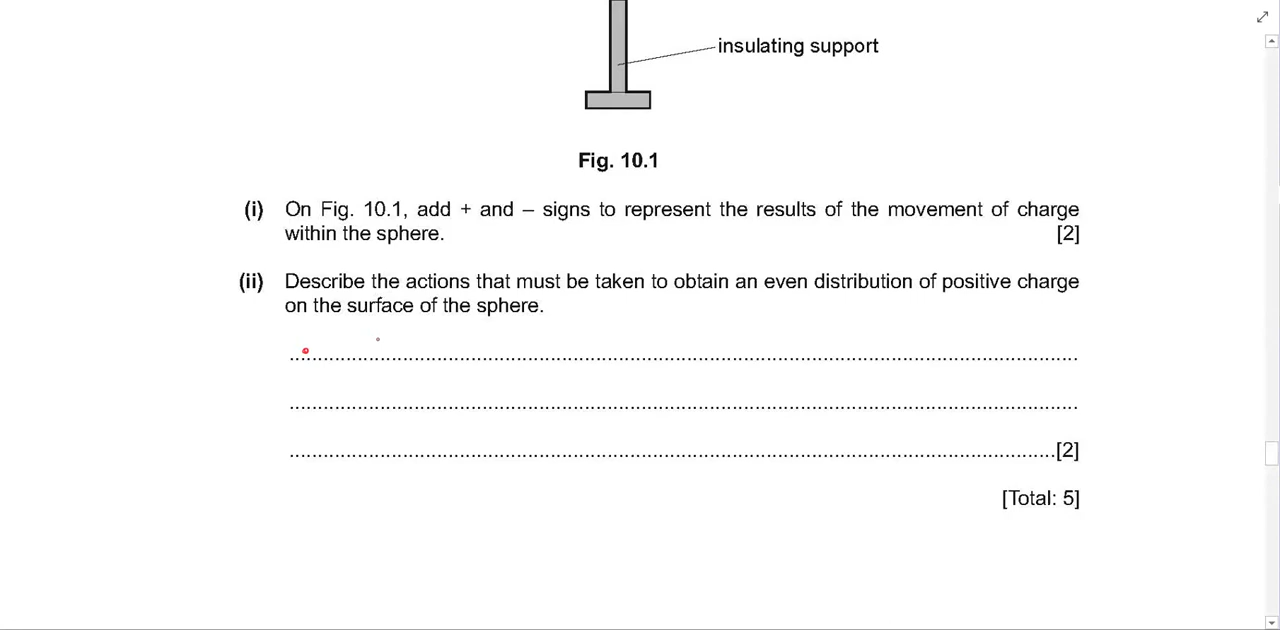 insulating support
Fig. 10.1
(i) On Fig. 10.1, add + and – signs to represent the results of the movement of charge
within the sphere. [2]
(ii) Describe the actions that must be taken to obtain an even distribution of positive charge
on the surface of the sphere.
..........................................................................................................................................
..........................................................................................................................................
......................................................................................................................................[2]
[Total: 5]